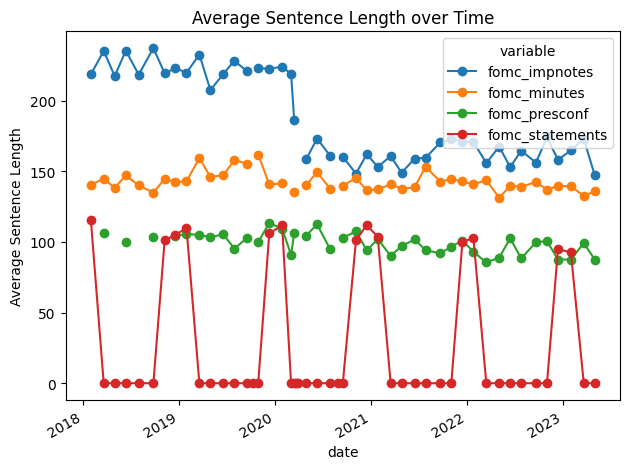 Average Sentence Length over Time
variable
fomc_impnotes
fomc_minutes
fomc_presconf
fomc_statements
Average Sentence Length
200
150
100
50
0
2018
2019
2020
2021
2022
2023
date